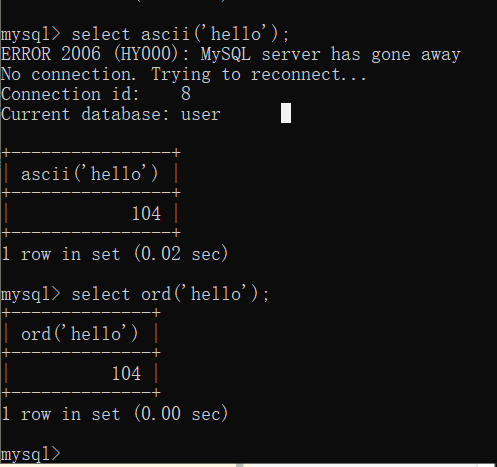 mysql> select ascii('hello');
ERROR 2006 (HY000): MySQL server has gone away
No connection. Trying to reconnect...
Connection id:    8
Current database: user

+----------------+
| ascii('hello') |
+----------------+
|            104 |
+----------------+
1 row in set (0.02 sec)

mysql> select ord('hello');
+--------------+
| ord('hello') |
+--------------+
|          104 |
+--------------+
1 row in set (0.00 sec)

mysql>